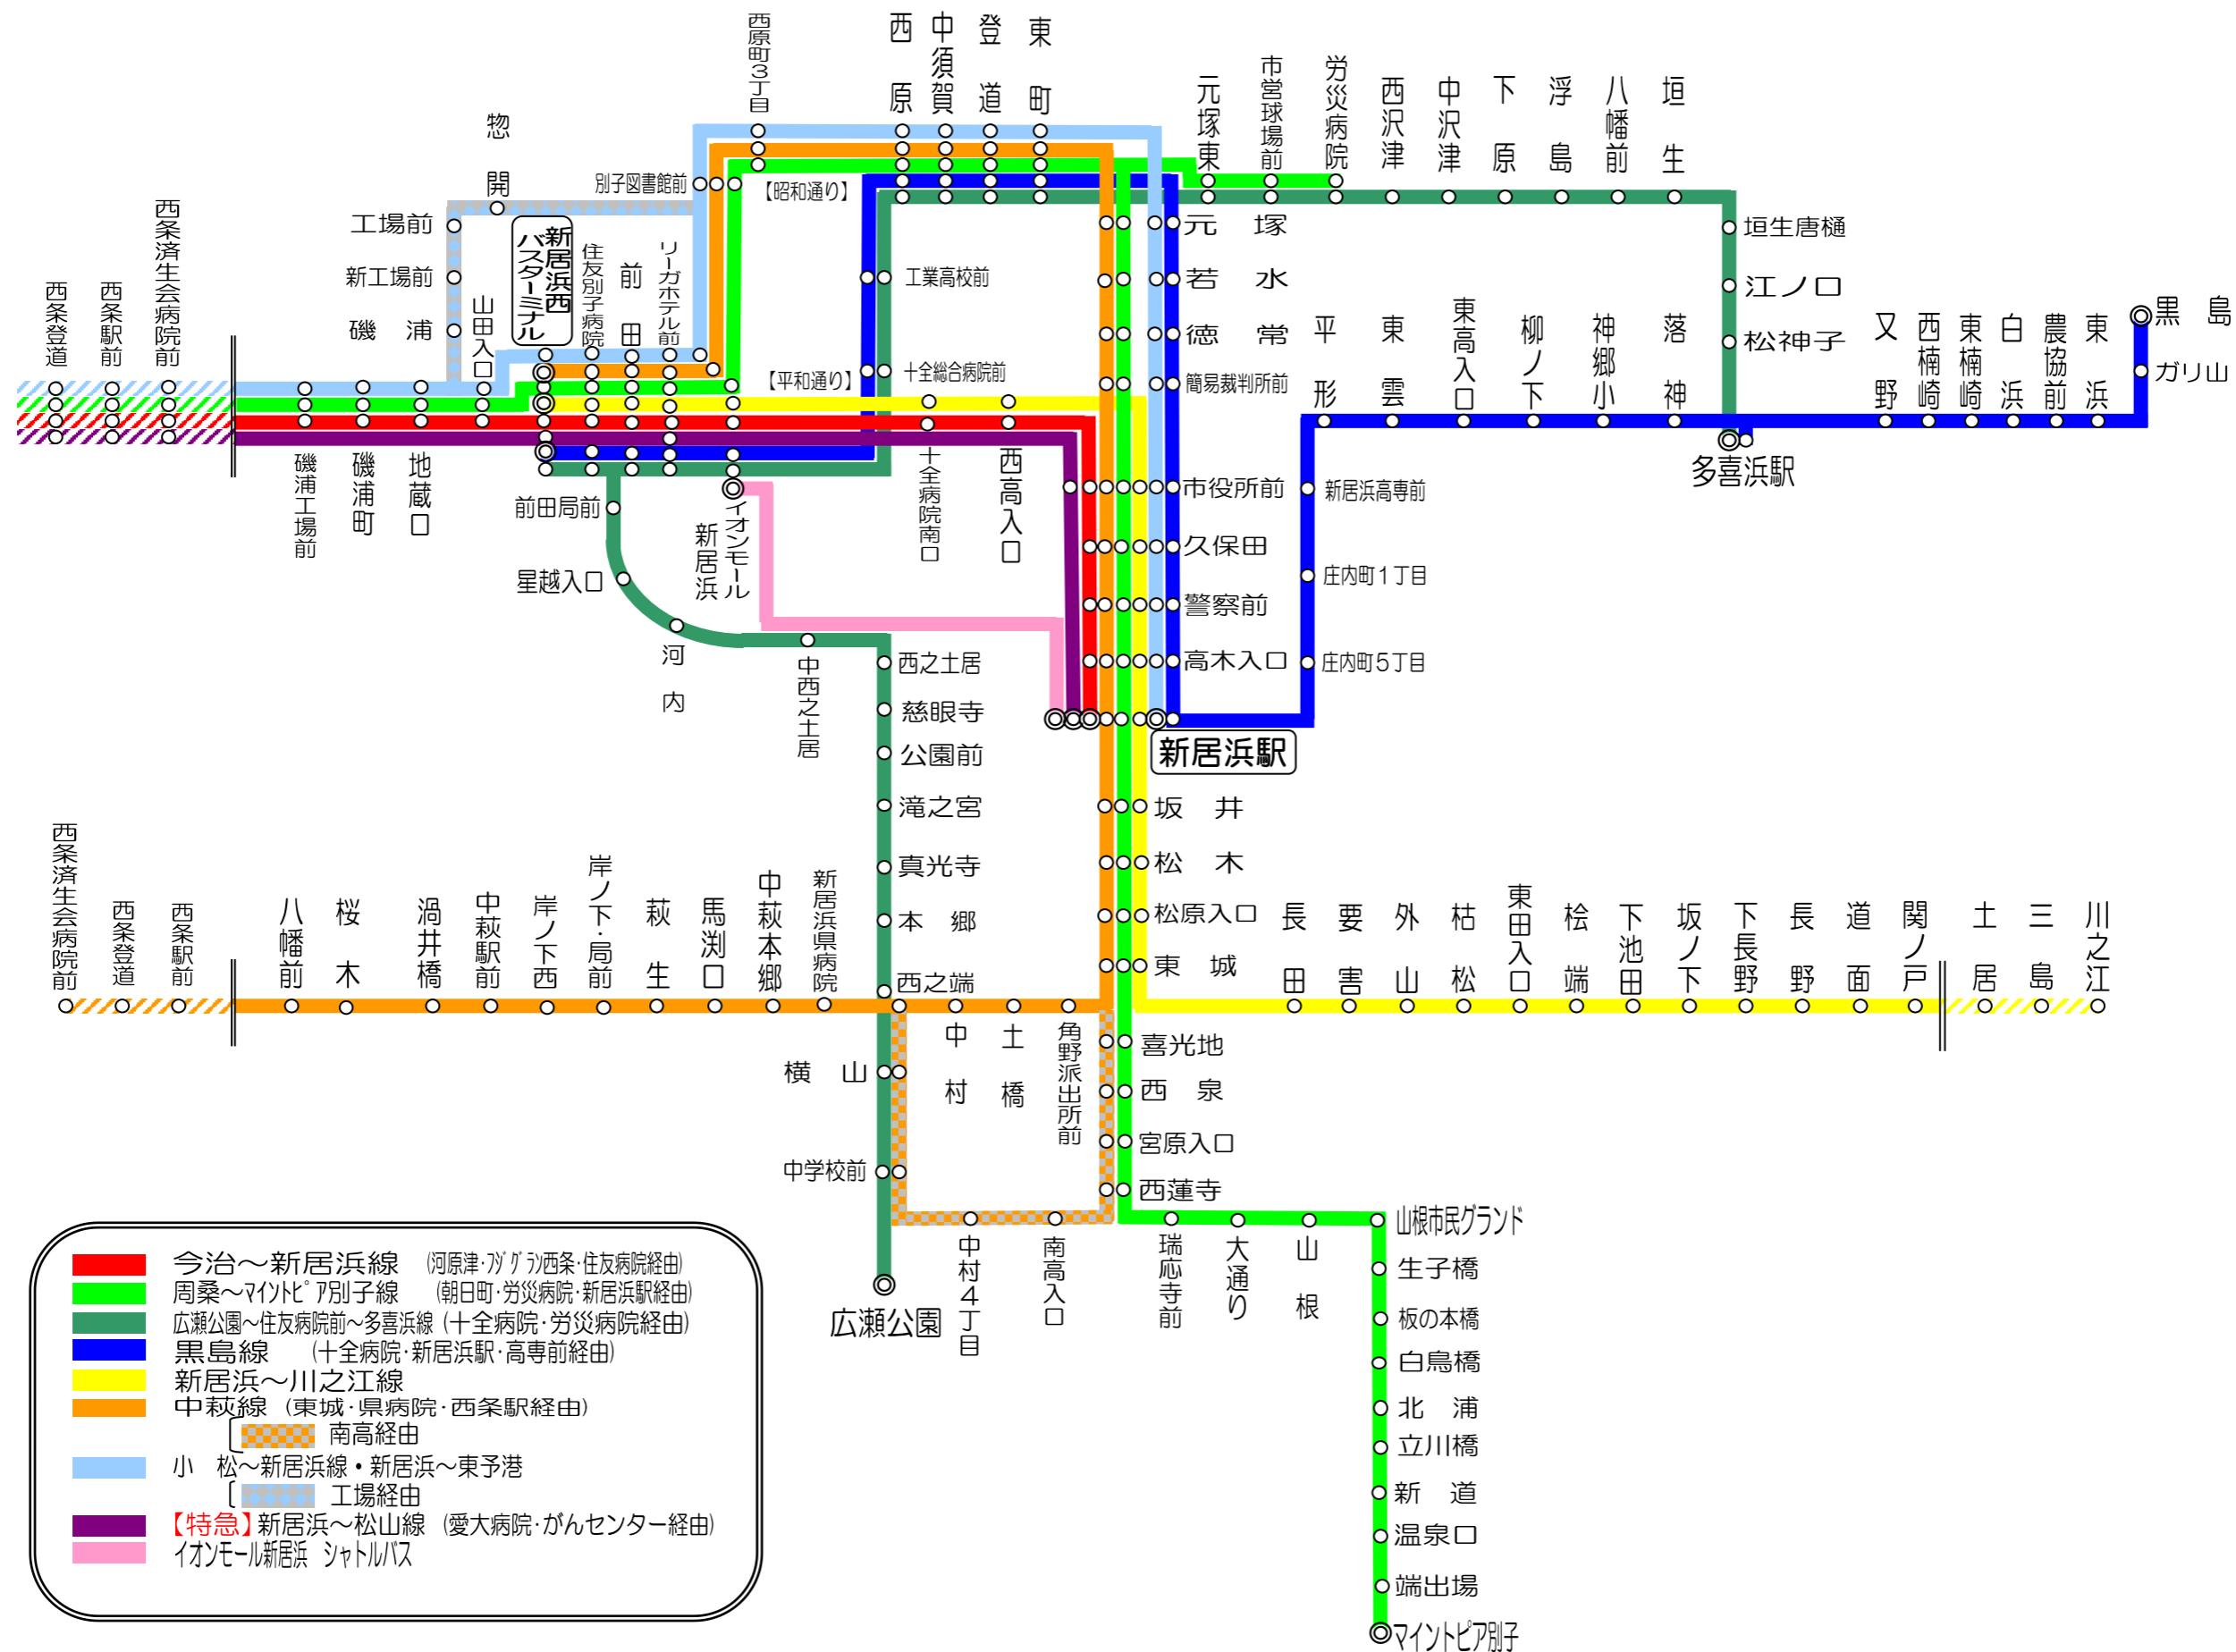 西原町3丁目
西原
中須賀
登道
東町
元塚東
市営球場前
労災病院
西沢津
中沢津
下原
浮島
八幡前
垣生
惣開
別子図書館前
【昭和通り】
工場前
新工場前
磯浦
山田入口
新居浜西
バスターミナル
住友別子病院
前田
リーガホテル前
西条登道
西条駅前
西条済生会病院前
工業高校前
【平和通り】
十全総合病院前
元塚
若水
徳常
簡易裁判所前
垣生唐樋
江ノ口
松神子
平形
東雲
東高入口
柳ノ下
神郷小
落神
又野
西楠崎
東楠崎
白浜
農協前
東浜
黒島
ガリ山
多喜浜駅
磯浦工場前
磯浦町
地蔵口
前田局前
星越入口
河内
イオンモール
新居浜
十全病院南口
西高入口
市役所前
久保田
警察前
高木入口
新居浜駅
新居浜高専前
庄内町1丁目
庄内町5丁目
中西之土居
西之土居
慈眼寺
公園前
滝之宮
真光寺
本郷
西之端
坂井
松木
松原入口
東城
西条済生会病院前
西条登道
西条駅前
八幡前
桜木
渦井橋
中萩駅前
岸ノ下西
岸ノ下・局前
萩生
馬渕口
中萩本郷
新居浜県病院
長田
要害
外山
枯松
東田入口
桧端
下池田
坂ノ下
下長野
長野
道面
関ノ戸
土居
三島
川之江
横山
中学校前
広瀬公園
中村
土橋
角野派出所前
喜光地
西泉
宮原入口
西蓮寺
中村4丁目
南高入口
瑞応寺前
大通り
山根
山根市民グランド
生子橋
板の本橋
白鳥橋
北浦
立川橋
新道
温泉口
端出場
マイントピア別子
今治～新居浜線 (河原津・フジグラン西条・住友病院経由)
周桑～マイントピア別子線 (朝日町・労災病院・新居浜駅経由)
広瀬公園～住友病院前～多喜浜線 (十全病院・労災病院経由)
黒島線 (十全病院・新居浜駅・高専前経由)
新居浜～川之江線
中萩線 (東城・県病院・西条駅経由)
南高経由
小 松～新居浜線・新居浜～東予港
工場経由
【特急】新居浜～松山線 (愛大病院・がんセンター経由)
イオンモール新居浜 シャトルバス